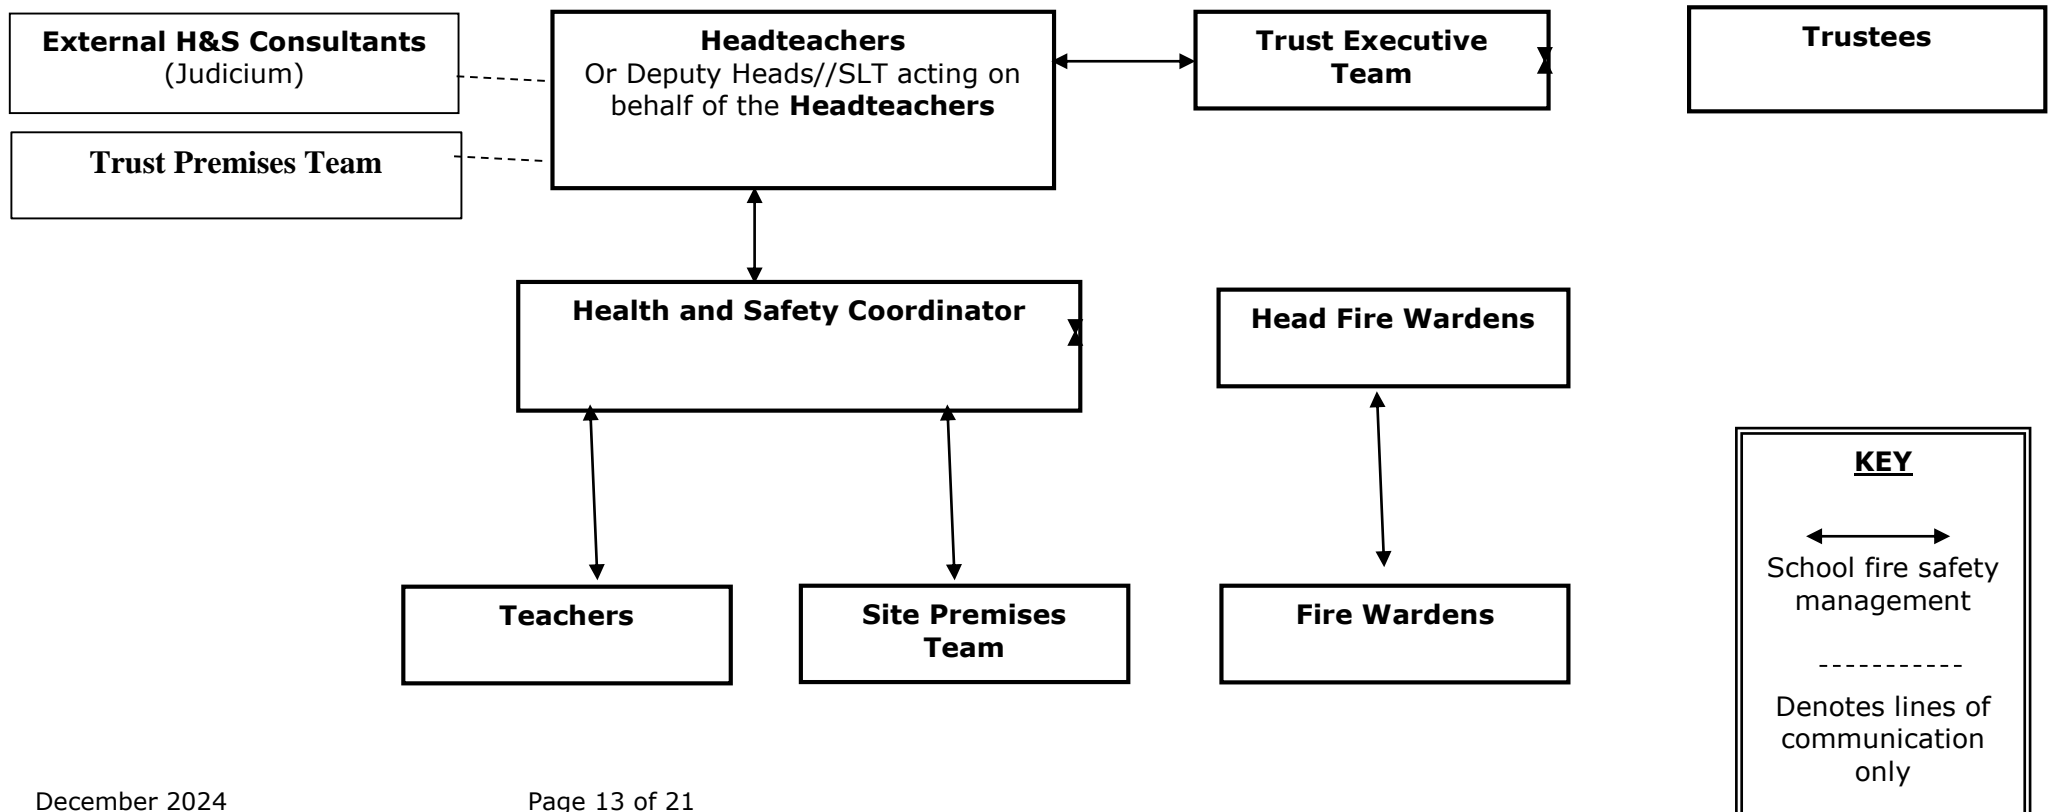 External H&S Consultants
(Judicium)
Trust Premises Team
Headteachers
Or Deputy Heads//SLT acting on
behalf of the Headteachers
Trust Executive
Team
Trustees
Health and Safety Coordinator
Head Fire Wardens
Teachers
Site Premises
Team
Fire Wardens
KEY
School fire safety
management
Denotes lines of
communication
only
December 2024
Page 13 of 21